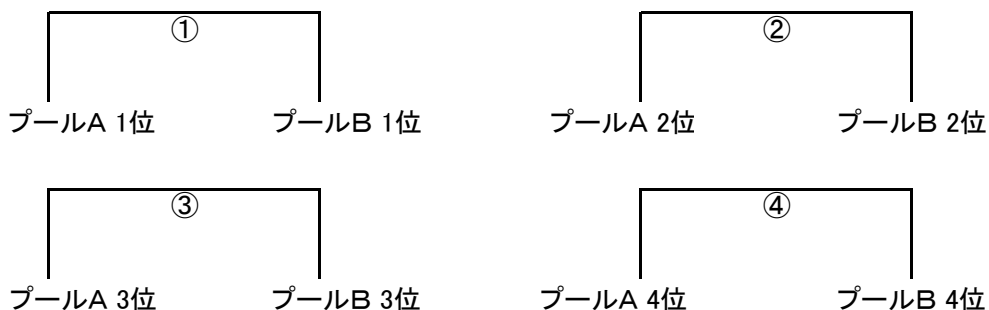 ① ②
プールA 1位 プールB 1位 プールA 2位 プールB 2位
③ ④
プールA 3位 プールB 3位 プールA 4位 プールB 4位